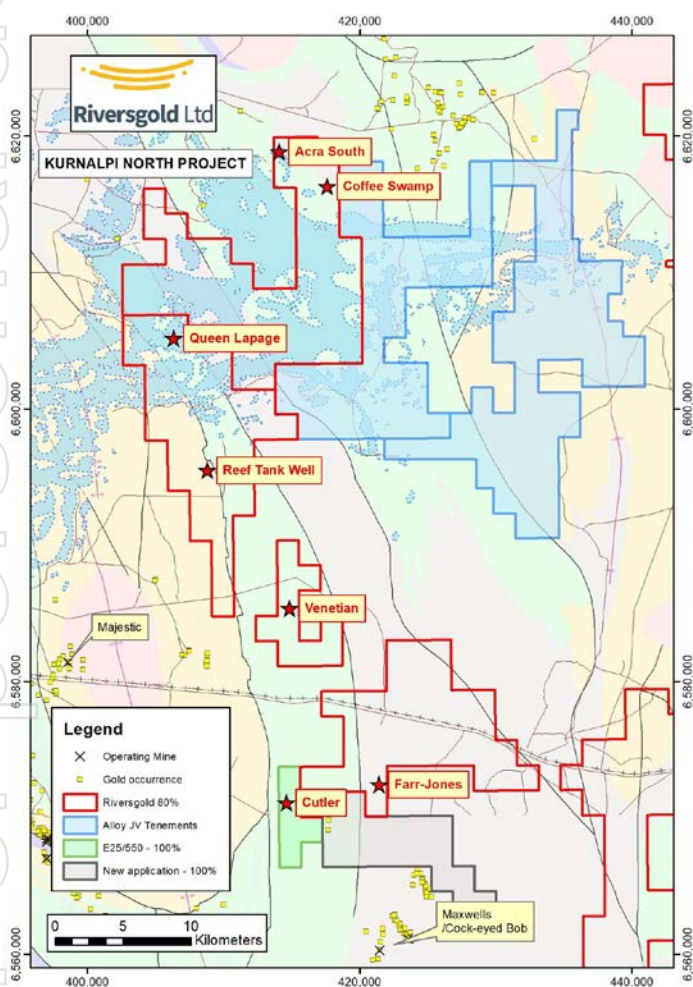 400,000 420,000 440,000
Riversgold Ltd
KURNALPI NORTH PROJECT
6,620,000 6,620,000
Acra South
Coffee Swamp
Queen Lapage
6,600,000 6,600,000
Reef Tank Well
Venetian
Majestic
6,580,000 6,580,000
Farr-Jones
Cutler
Legend
Operating Mine
Gold occurrence
Riversgold 80%
Alloy JV Tenements
E25/550 - 100%
New application - 100%
Maxwells
/Cock-eyed Bob
0 5 10
Kilometers
6,560,000 6,560,000
400,000 420,000 440,000